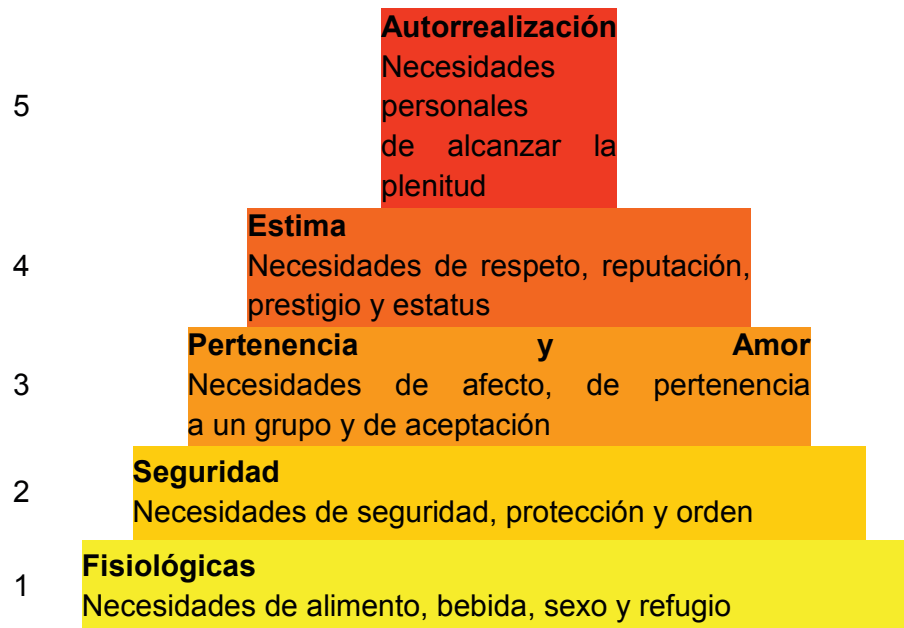 Autorrealización
Necesidades
5
personales
de alcanzar la
plenitud
Estima
4
Necesidades de respeto, reputación,
prestigio y estatus
Pertenencia y Amor
3
Necesidades de afecto, de pertenencia
a un grupo y de aceptación
Seguridad
2
Necesidades de seguridad, protección y orden
Fisiológicas
1
Necesidades de alimento, bebida, sexo y refugio